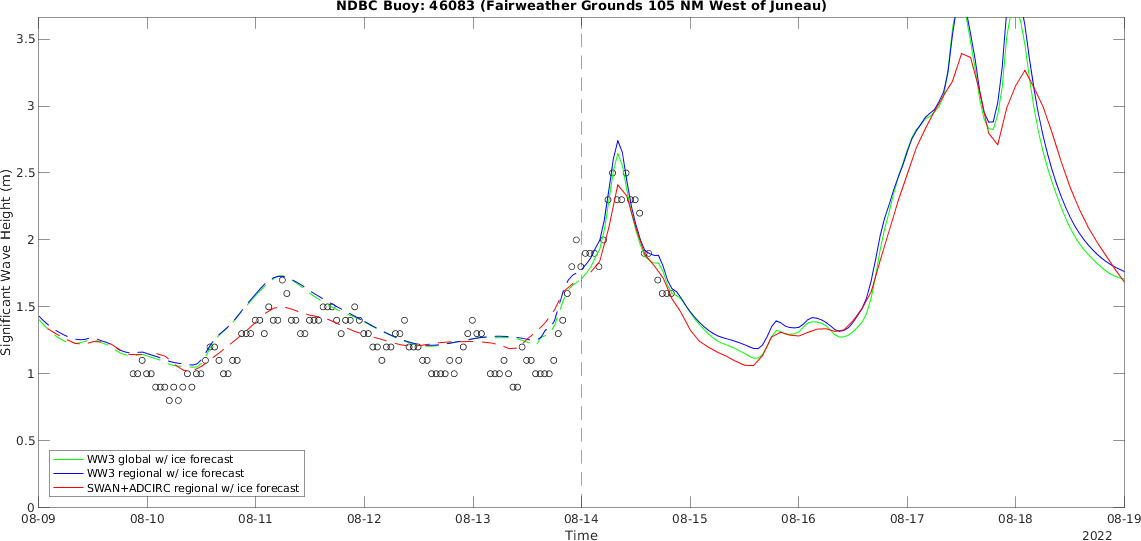 NDBC Buoy: 46083 (Fairweather Grounds 105 NM West of Juneau)
Significant Wave Height (m)
3.5
3
2.5
2
1.5
1
0.5
0
WW3 global w/ ice forecast
WW3 regional w/ ice forecast
SWAN+ADCIRC regional w/ ice forecast
08-09 08-10 08-11 08-12 08-13 08-14 08-15 08-16 08-17 08-18 08-19
Time
2022